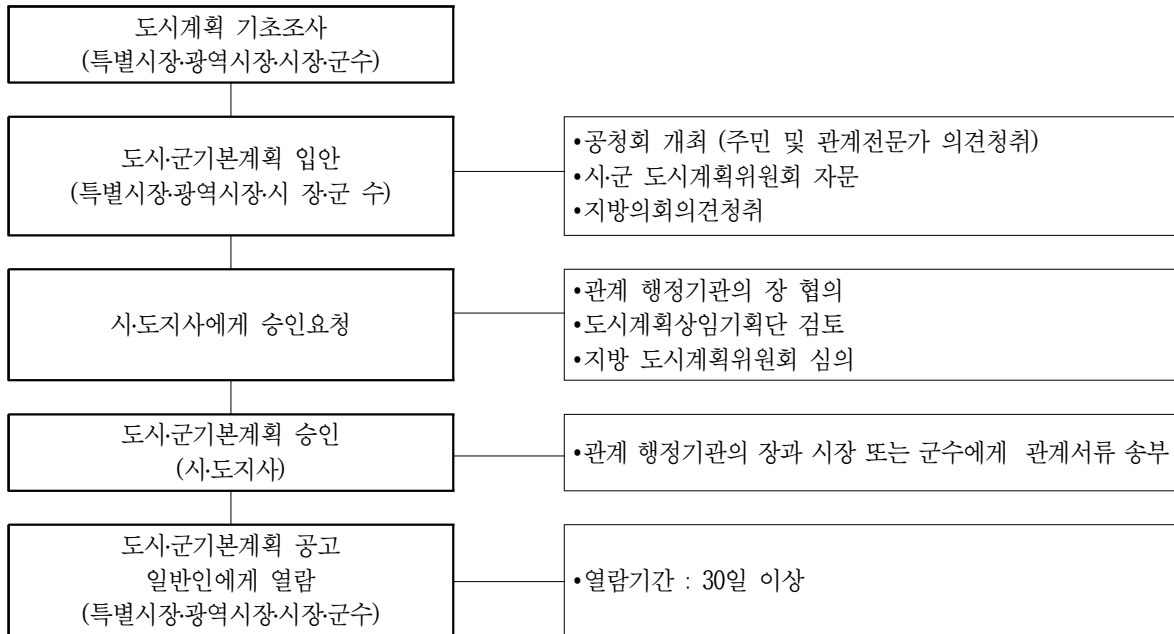 도시계획 기초조사
(특별시장·광역시장·시장·군수)
도시·군기본계획 입안
(특별시장·광역시장·시 장·군 수)
•공청회 개최 (주민 및 관계전문가 의견청취)
•시·군 도시계획위원회 자문
•지방의회의견청취
시·도지사에게 승인요청
•관계 행정기관의 장 협의
•도시계획상임기획단 검토
•지방 도시계획위원회 심의
도시·군기본계획 승인
(시·도지사)
•관계 행정기관의 장과 시장 또는 군수에게 관계서류 송부
도시·군기본계획 공고
일반인에게 열람
(특별시장·광역시장·시장·군수)
•열람기간 : 30일 이상